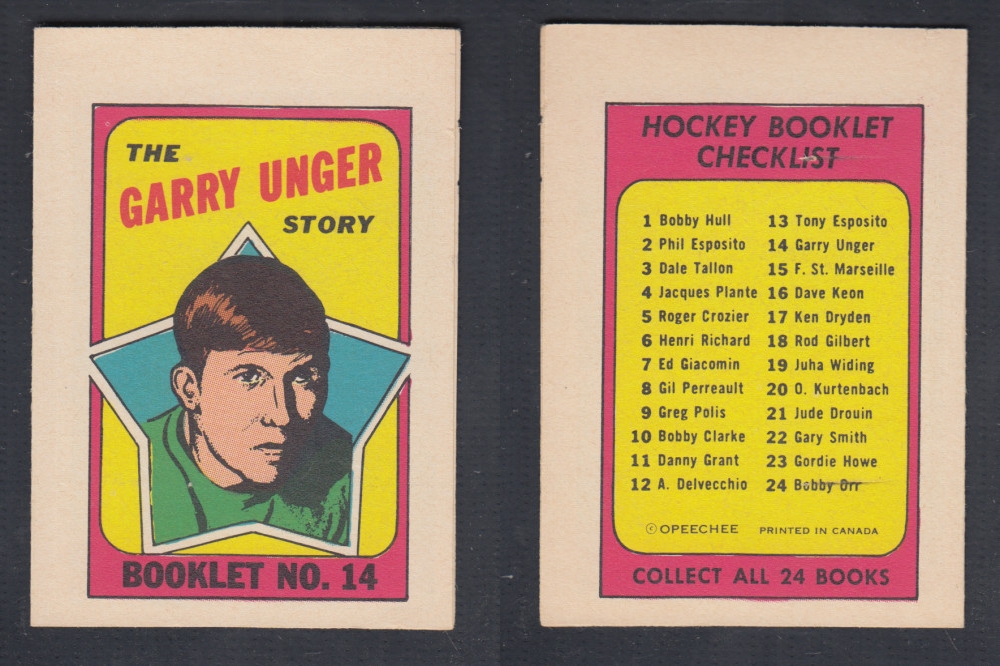 THE
GARRY UNGER
STORY
BOOKLET NO. 14
HOCKEY BOOKLET
CHECKLIST
1 Bobby Hull
2 Phil Esposito
3 Dale Tallon
4 Jacques Plante
5 Roger Crozier
6 Henri Richard
7 Ed Giacomin
8 Gil Perreault
9 Greg Polis
10 Bobby Clarke
11 Danny Grant
12 A. Delvecchio
13 Tony Esposito
14 Garry Unger
15 F. St. Marseille
16 Dave Keon
17 Ken Dryden
18 Rod Gilbert
19 Juha Widing
20 O. Kurtenbach
21 Jude Drouin
22 Gary Smith
23 Gordie Howe
24 Bobby Orr
© OPEECHEE PRINTED IN CANADA
COLLECT ALL 24 BOOKS